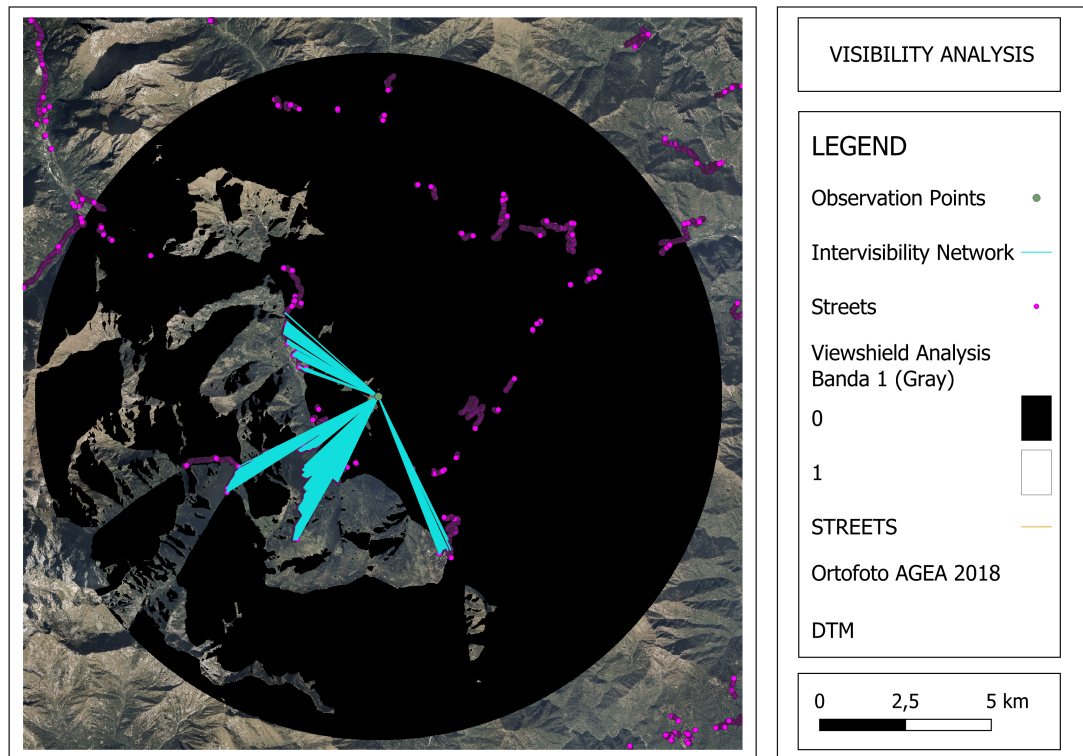 VISIBILITY ANALYSIS
LEGEND
Observation Points
Intervisibility Network
Streets
Viewshield Analysis
Banda 1 (Gray)
0
1
STREETS
Ortofoto AGEA 2018
DTM
0 2,5 5 km